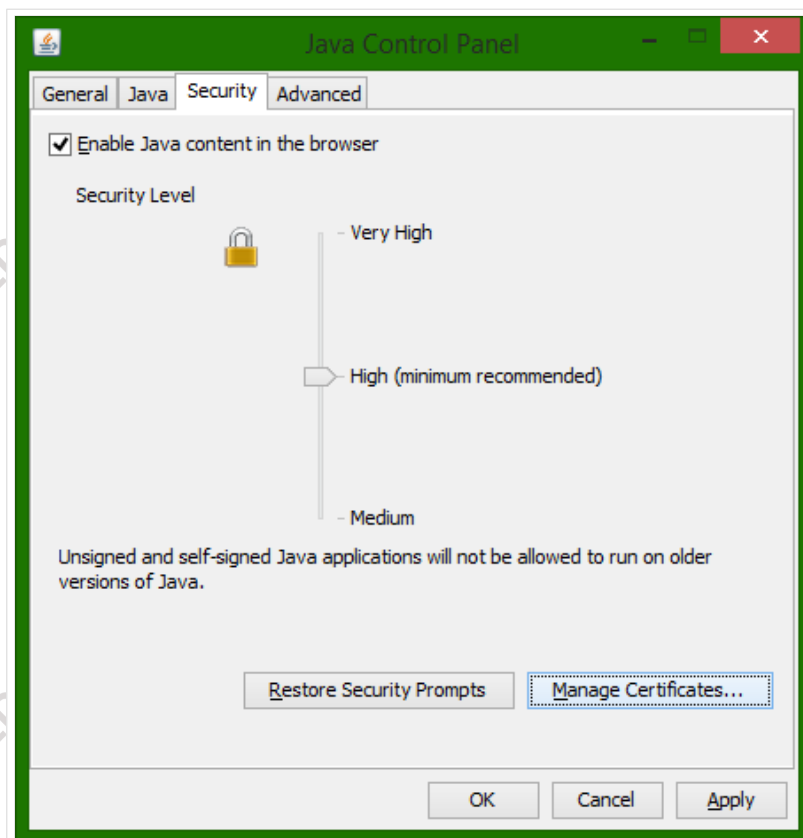 Java Control Panel
General Java Security Advanced
Enable Java content in the browser
Security Level
- Very High
- High (minimum recommended)
- Medium
Unsigned and self-signed Java applications will not be allowed to run on older
versions of Java.
Restore Security Prompts Manage Certificates...
OK Cancel Apply